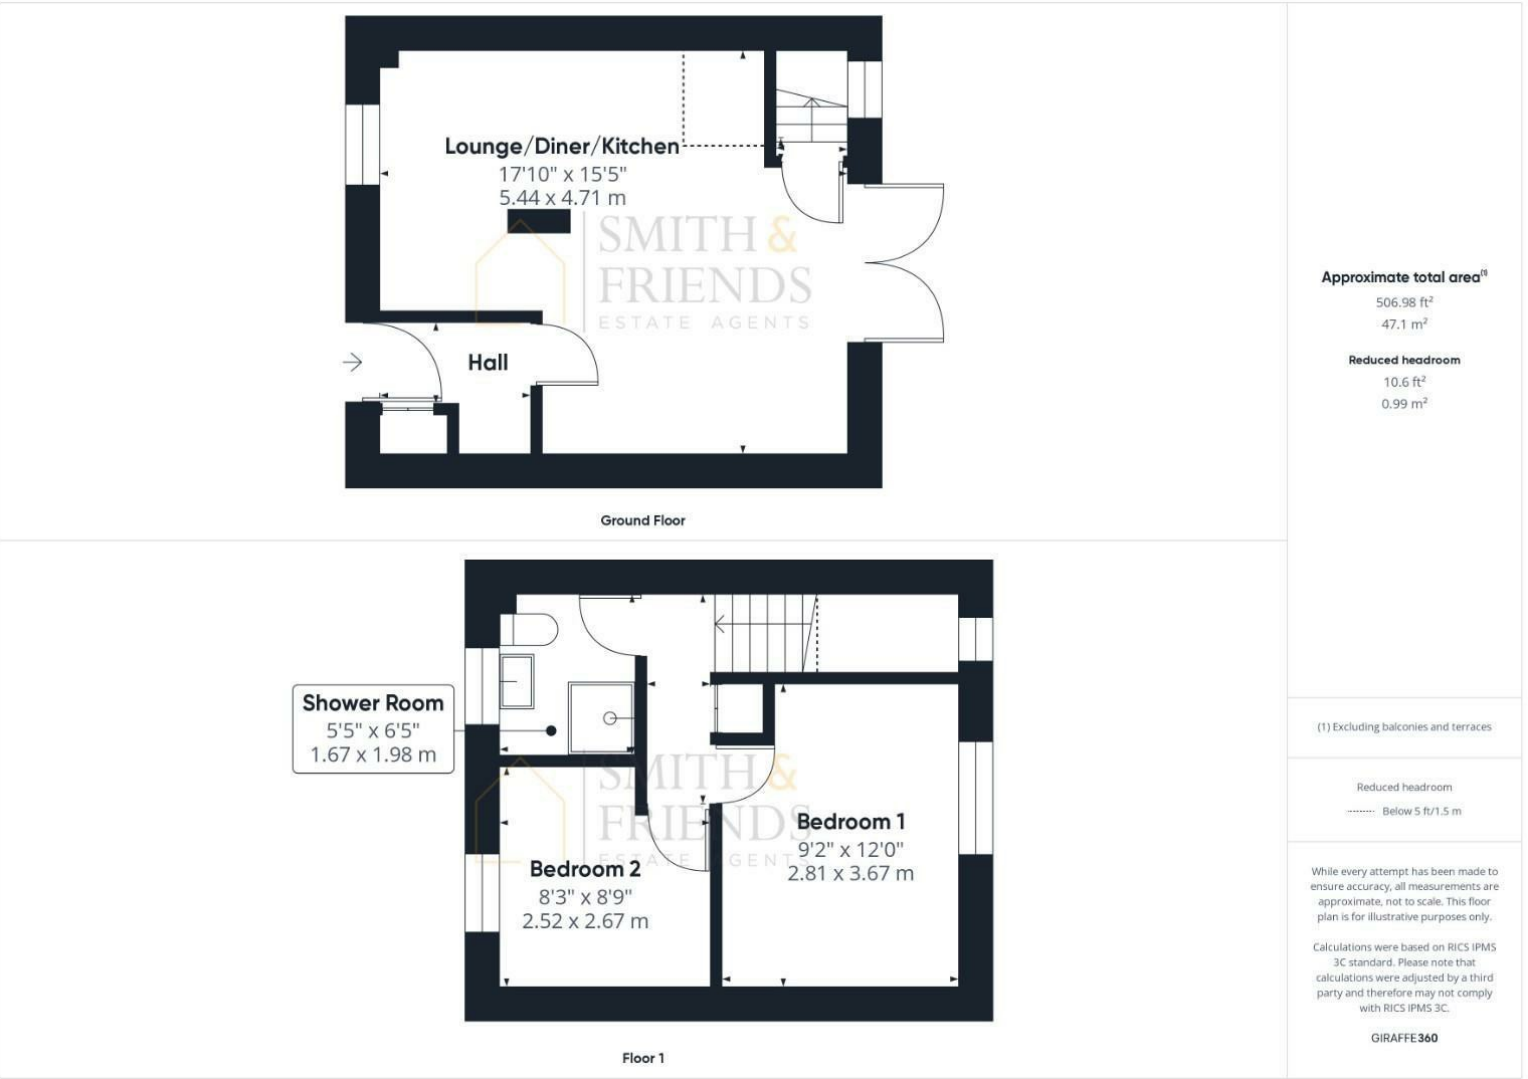 Lounge/Diner/Kitchen
17'10" x 15'5"
5.44 x 4.71 m
SMITH &
FRIENDS
ESTATE AGENTS
Hall
Ground Floor
Approximate total area(1)
506.98 ft²
47.1 m²
Reduced headroom
10.6 ft²
0.99 m²
Shower Room
5'5" x 6'5"
1.67 x 1.98 m
SMITH &
FRIENDS
ESTATE AGENTS
Bedroom 1
9'2" x 12'0"
2.81 x 3.67 m
Bedroom 2
8'3" x 8'9"
2.52 x 2.67 m
Floor 1
(1) Excluding balconies and terraces
Reduced headroom
Below 5 ft/1.5 m
While every attempt has been made to
ensure accuracy, all measurements are
approximate, not to scale. This floor
plan is for illustrative purposes only.
Calculations were based on RICS IPMS
3C standard. Please note that
calculations were adjusted by a third
party and therefore may not comply
with RICS IPMS 3C.
GIRAFFE360